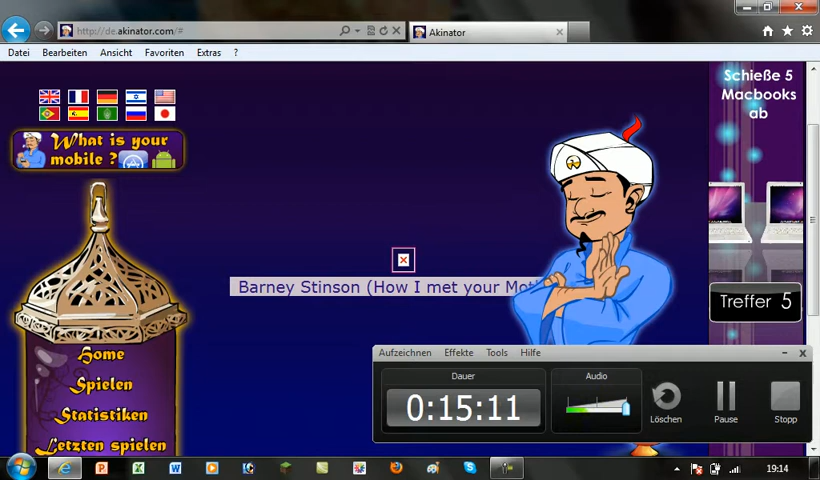 http://de.akinator.com/#
Akinator
Datei Bearbeiten Ansicht Favoriten Extras ?
Schieße 5
Macbooks
ab
What is your
mobile ?
Barney Stinson (How I met your Mot
Treffer 5
Home
Spielen
Statistiken
Letzten spielen
Aufzeichnen Effekte Tools Hilfe
Dauer
Audio
0:15:11
Löschen
Pause
Stopp
19:14